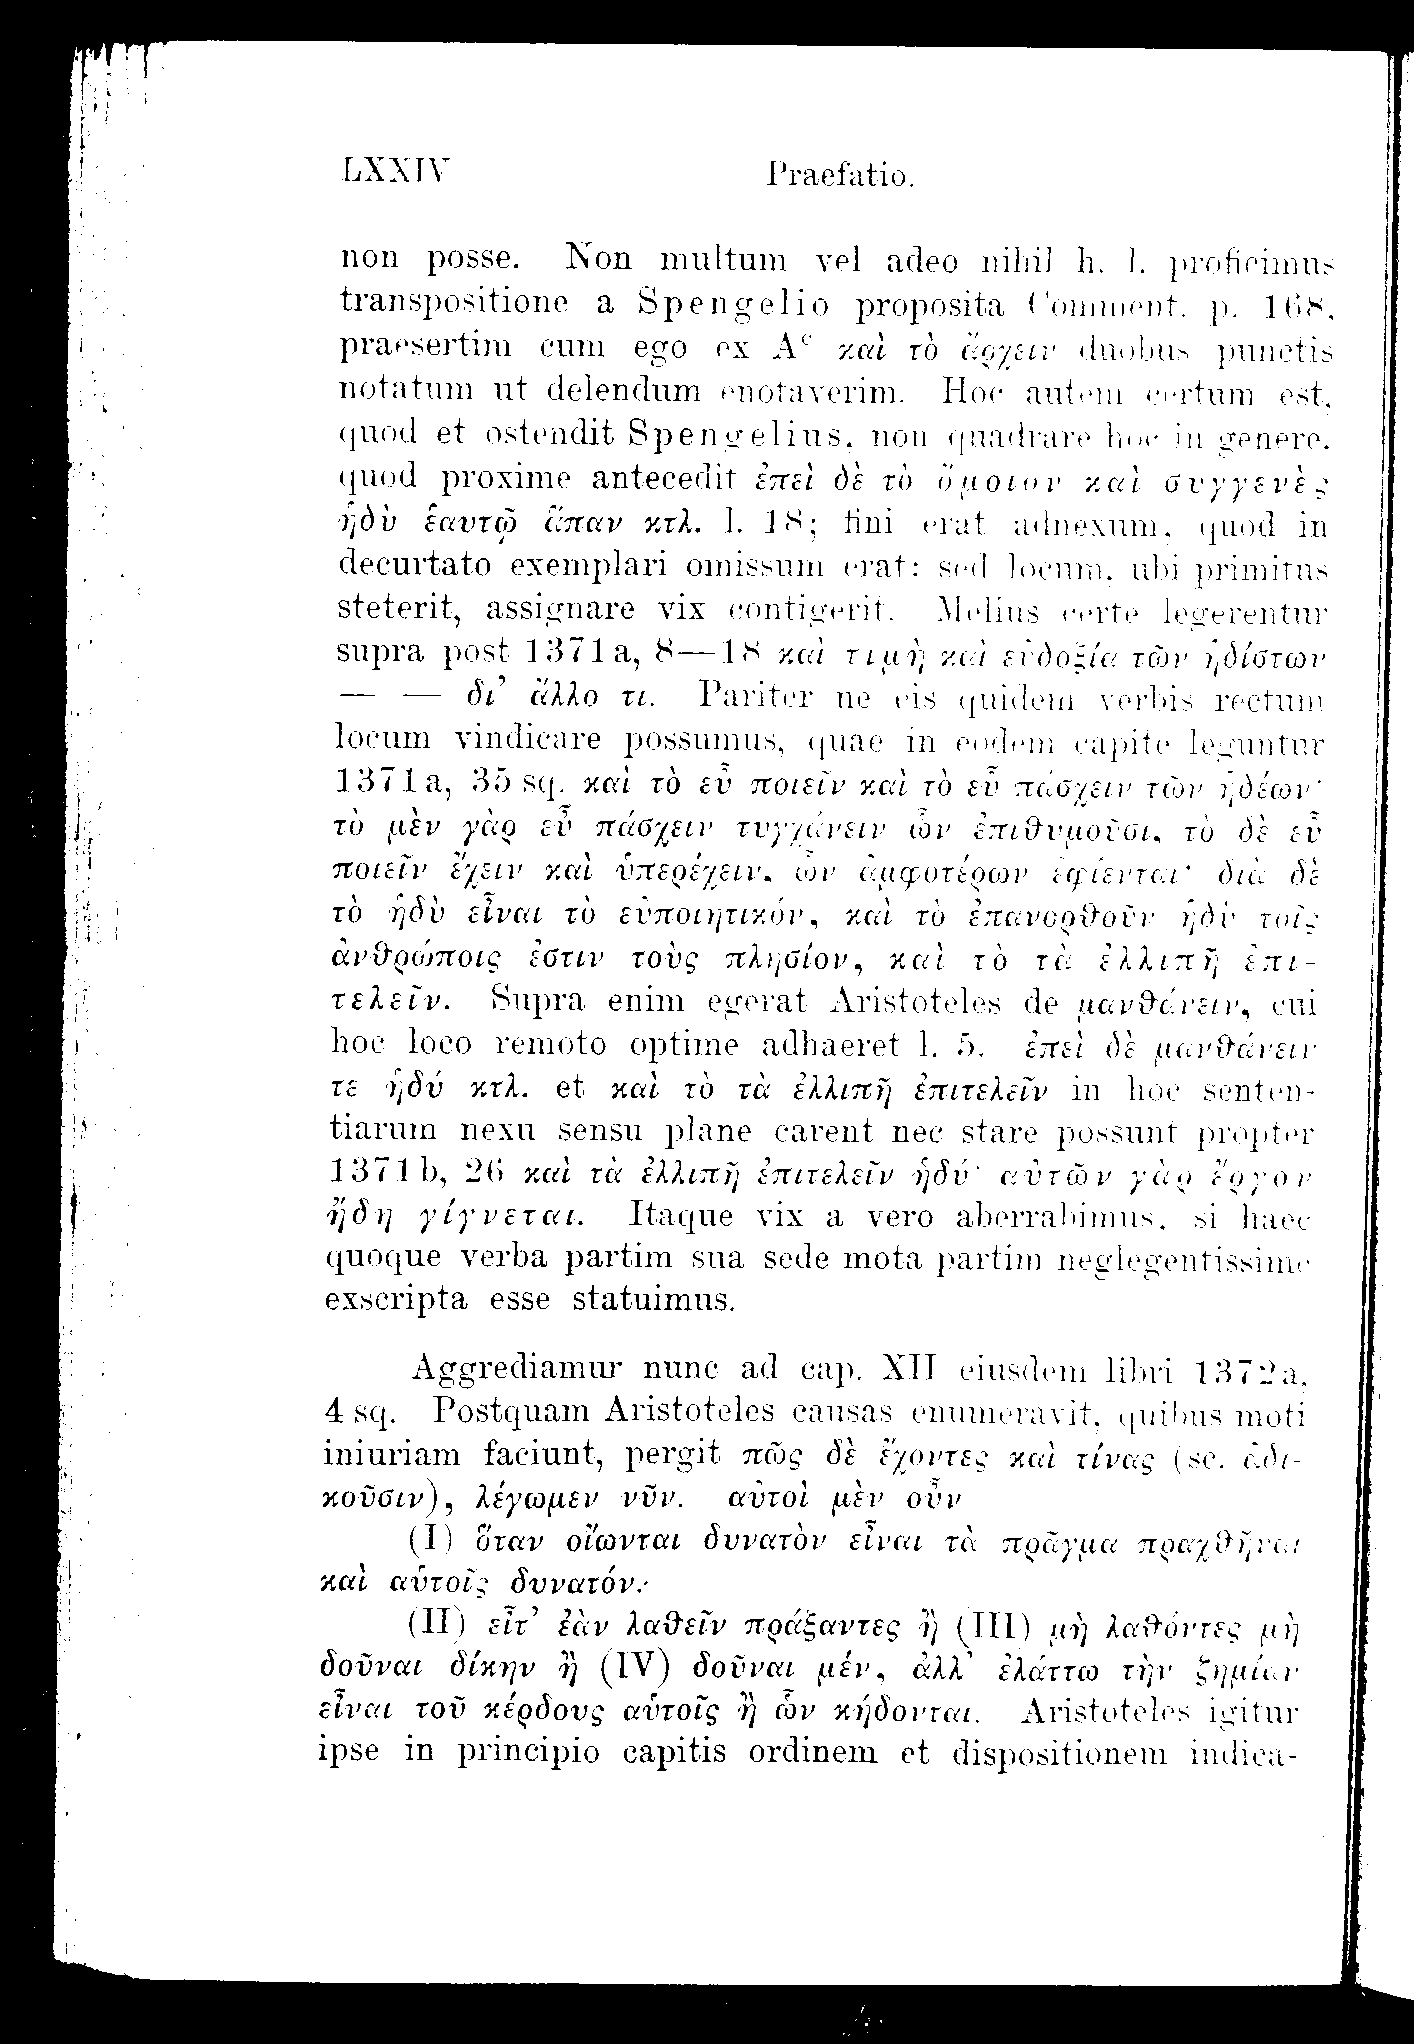 LXXIV Praefatio.
non posse. Non multum vel adeo nihil h. l. proficimus
transpositione a Spengelio proposita Comment. p. 168,
praesertim cum ego ex Aᶜ καὶ τὸ ἄρχειν duobus punctis
notatum ut delendum enotaverim. Hoc autem certum est,
quod et ostendit Spengelius, non quadrare hoc in genere,
quod proxime antecedit ἐπεὶ δὲ τὸ ὅμοιον καὶ συγγενὲς
ἡδὺ ἑαυτῷ ἅπαν κτλ. l. 18; fini erat adnexum, quod in
decurtato exemplari omissum erat: sed locum, ubi primitus
steterit, assignare vix contigerit. Melius certe legerentur
supra post 1371a, 8—18 καὶ τιμὴ καὶ εὐδοξία τῶν ἡδίστων
— — δι’ ἄλλο τι. Pariter ne eis quidem verbis rectum
locum vindicare possumus, quae in eodem capite leguntur
1371a, 35 sq. καὶ τὸ εὖ ποιεῖν καὶ τὸ εὖ πάσχειν τῶν ἡδέων·
τὸ μὲν γὰρ εὖ πάσχειν τυγχάνειν ὧν ἐπιθυμοῦσι, τὸ δὲ εὖ
ποιεῖν ἔχειν καὶ ὑπερέχειν, ὧν ἀμφοτέρων ἐφίενται· διὰ δὲ
τὸ ἡδὺ εἶναι τὸ εὐποιητικόν, καὶ τὸ ἐπανορθοῦν ἡδὺ τοῖς
ἀνθρώποις ἐστιν τοὺς πλησίον, καὶ τὸ τὰ ἐλλιπῆ ἐπι-
τελεῖν. Supra enim egerat Aristoteles de μανθάνειν, cui
hoc loco remoto optime adhaeret l. 5. ἐπεὶ δὲ μανθάνειν
τε ἡδύ κτλ. et καὶ τὸ τὰ ἐλλιπῆ ἐπιτελεῖν in hoc senten-
tiarum nexu sensu plane carent nec stare possunt propter
1371b, 26 καὶ τὰ ἐλλιπῆ ἐπιτελεῖν ἡδύ· αὑτῶν γὰρ ἔργον
ἤδη γίγνεται. Itaque vix a vero aberrabimus, si haec
quoque verba partim sua sede mota partim neglegentissime
exscripta esse statuimus.
Aggrediamur nunc ad cap. XII eiusdem libri 1372a,
4 sq. Postquam Aristoteles causas enumeravit, quibus moti
iniuriam faciunt, pergit πῶς δὲ ἔχοντες καὶ τίνας (sc. ἀδι-
κοῦσιν), λέγωμεν νῦν. αὐτοὶ μὲν οὖν
(I) ὅταν οἴωνται δυνατὸν εἶναι τὰ πρᾶγμα πραχθῆναι
καὶ αὑτοῖς δυνατόν·
(II) εἶτ’ ἐὰν λαθεῖν πράξαντες ἢ (III) μὴ λαθόντες μὴ
δοῦναι δίκην ἢ (IV) δοῦναι μέν, ἀλλ’ ἐλάττω τὴν ζημίαν
εἶναι τοῦ κέρδους αὑτοῖς ἢ ὧν κήδονται. Aristoteles igitur
ipse in principio capitis ordinem et dispositionem indica-